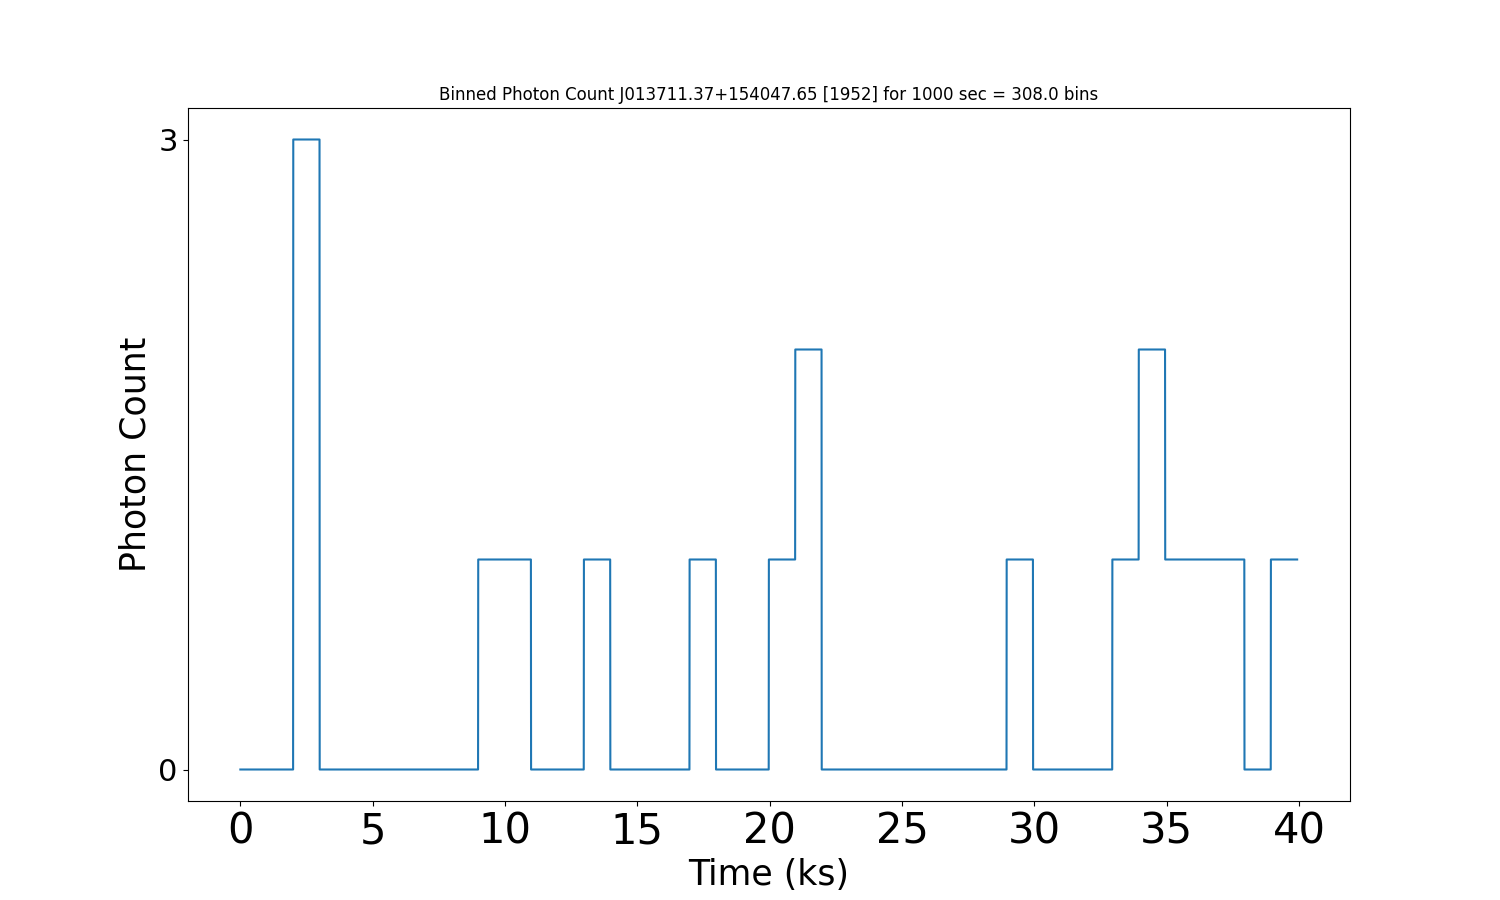 Binned Photon Count J013711.37+154047.65 [1952] for 1000 sec = 308.0 bins
3
Photon Count
0
0 5 10 15 20 25 30 35 40
Time (ks)